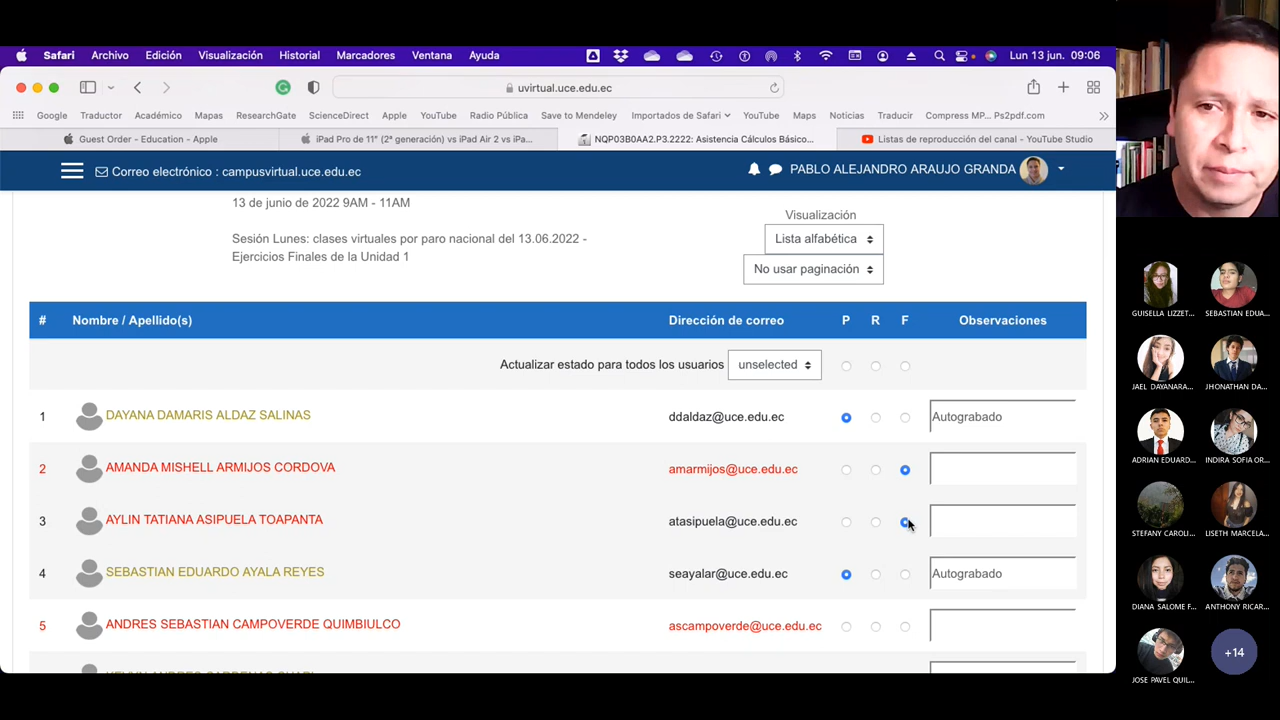 Safari Archivo Edición Visualización Historial Marcadores Ventana Ayuda Lun 13 jun. 09:06
uvirtual.uce.edu.ec
Google Traductor Académico Mapas ResearchGate ScienceDirect Apple YouTube Radio Pública Save to Mendeley Importados de Safari YouTube Maps Noticias Traducir Compress MP... Ps2pdf.com
Guest Order - Education - Apple iPad Pro de 11" (2ª generación) vs iPad Air 2 vs iPa... NQP03B0AA2.P3.2222: Asistencia Cálculos Básico... Listas de reproducción del canal - YouTube Studio
Correo electrónico : campusvirtual.uce.edu.ec PABLO ALEJANDRO ARAUJO GRANDA
13 de junio de 2022 9AM - 11AM
Visualización
Sesión Lunes: clases virtuales por paro nacional del 13.06.2022 -
Ejercicios Finales de la Unidad 1
Lista alfabética
No usar paginación
# Nombre / Apellido(s) Dirección de correo P R F Observaciones
Actualizar estado para todos los usuarios unselected
1 DAYANA DAMARIS ALDAZ SALINAS ddaldaz@uce.edu.ec Autograbado
2 AMANDA MISHELL ARMIJOS CORDOVA amarmijos@uce.edu.ec
3 AYLIN TATIANA ASIPUELA TOAPANTA atasipuela@uce.edu.ec
4 SEBASTIAN EDUARDO AYALA REYES seayalar@uce.edu.ec Autograbado
5 ANDRES SEBASTIAN CAMPOVERDE QUIMBIULCO ascampoverde@uce.edu.ec
GUISELLA LIZZET... SEBASTIAN EDUA...
JAEL DAYANARA... JHONATHAN DA...
ADRIAN EDUARD... INDIRA SOFIA OR...
STEFANY CAROLI... LISETH MARCELA...
DIANA SALOME F... ANTHONY RICAR...
JOSE PAVEL QUIL... +14